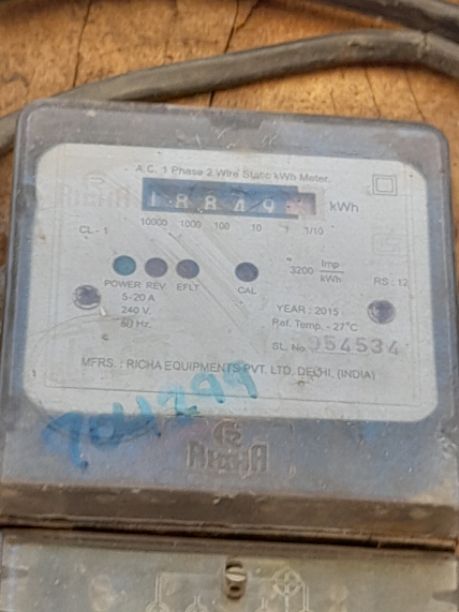 A.C. 1 Phase 2 Wire Static kWh Meter.
18849
kWh
10000 1000 100 10 1/10
CL - 1
3200 Imp/kWh
POWER REV EFLT CAL
RS : 12
5-20 A
240 V.
50 Hz.
YEAR : 2015
Ref. Temp. - 27°C
SL. No. 954534
MFRS. : RICHA EQUIPMENTS PVT. LTD. DELHI. (INDIA)
704299
RICHA